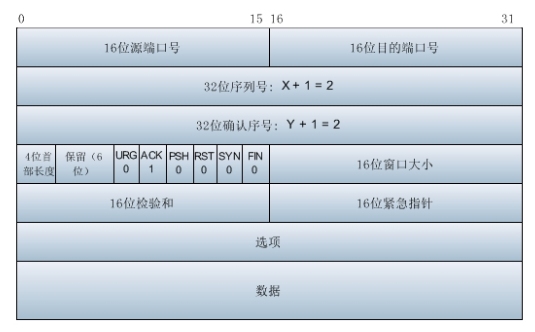 0 15 16 31
16位源端口号 16位目的端口号
32位序列号: X + 1 = 2
32位确认序号: Y + 1 = 2
4位首部长度 保留（6位） URG 0 ACK 1 PSH 0 RST 0 SYN 0 FIN 0 16位窗口大小
16位检验和 16位紧急指针
选项
数据